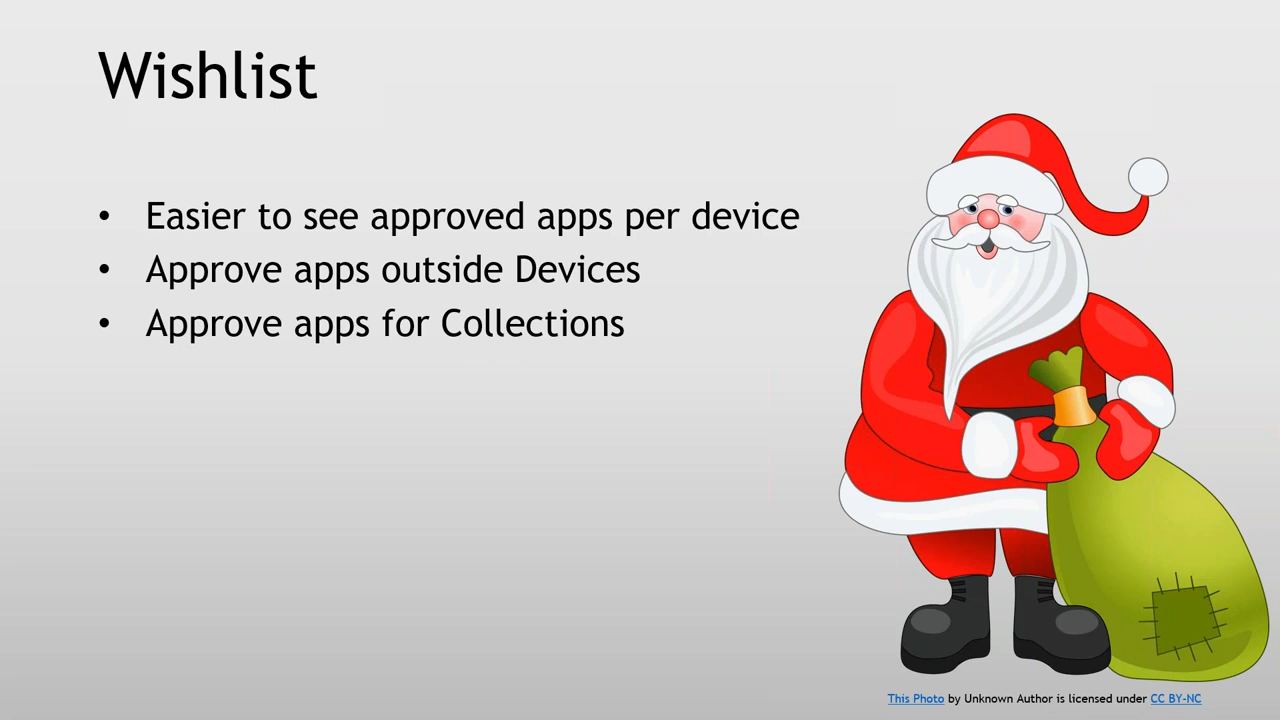 Wishlist
• Easier to see approved apps per device
• Approve apps outside Devices
• Approve apps for Collections
This Photo by Unknown Author is licensed under CC BY-NC